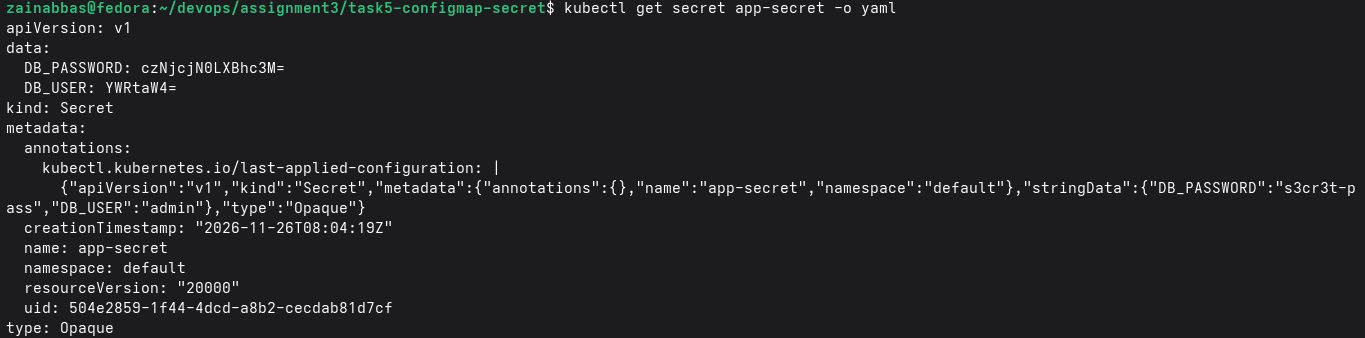 zainabbas@fedora:~/devops/assignment3/task5-configmap-secret$ kubectl get secret app-secret -o yaml
apiVersion: v1
data:
  DB_PASSWORD: czNjcjN0LXBhc3M=
  DB_USER: YWRtaW4=
kind: Secret
metadata:
  annotations:
    kubectl.kubernetes.io/last-applied-configuration: |
      {"apiVersion":"v1","kind":"Secret","metadata":{"annotations":{},"name":"app-secret","namespace":"default"},"stringData":{"DB_PASSWORD":"s3cr3t-p
ass","DB_USER":"admin"},"type":"Opaque"}
  creationTimestamp: "2026-11-26T08:04:19Z"
  name: app-secret
  namespace: default
  resourceVersion: "20000"
  uid: 504e2859-1f44-4dcd-a8b2-cecdab81d7cf
type: Opaque